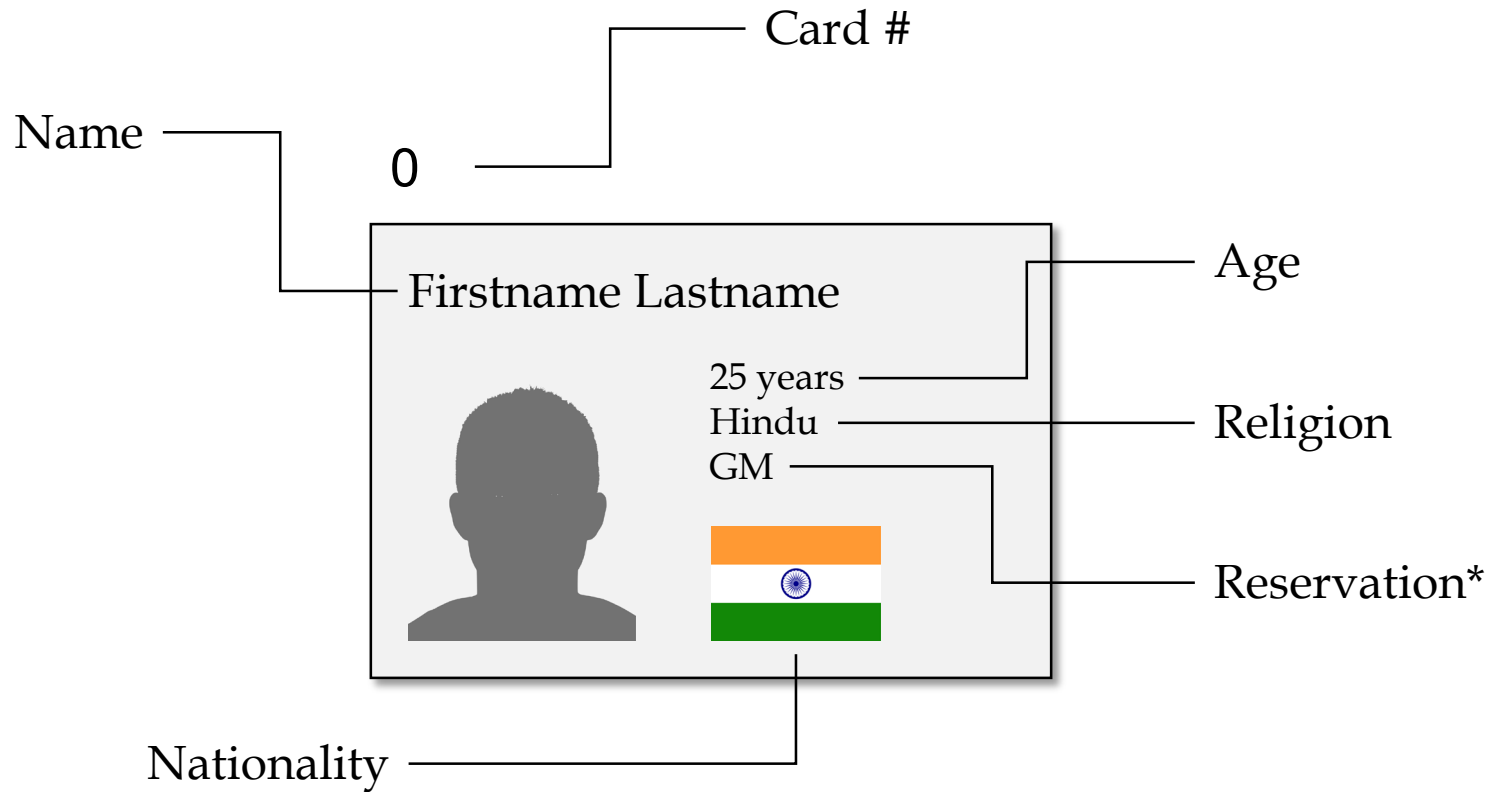 Card #
Name
0
Firstname Lastname
Age
25 years
Hindu
Religion
GM
Reservation*
Nationality